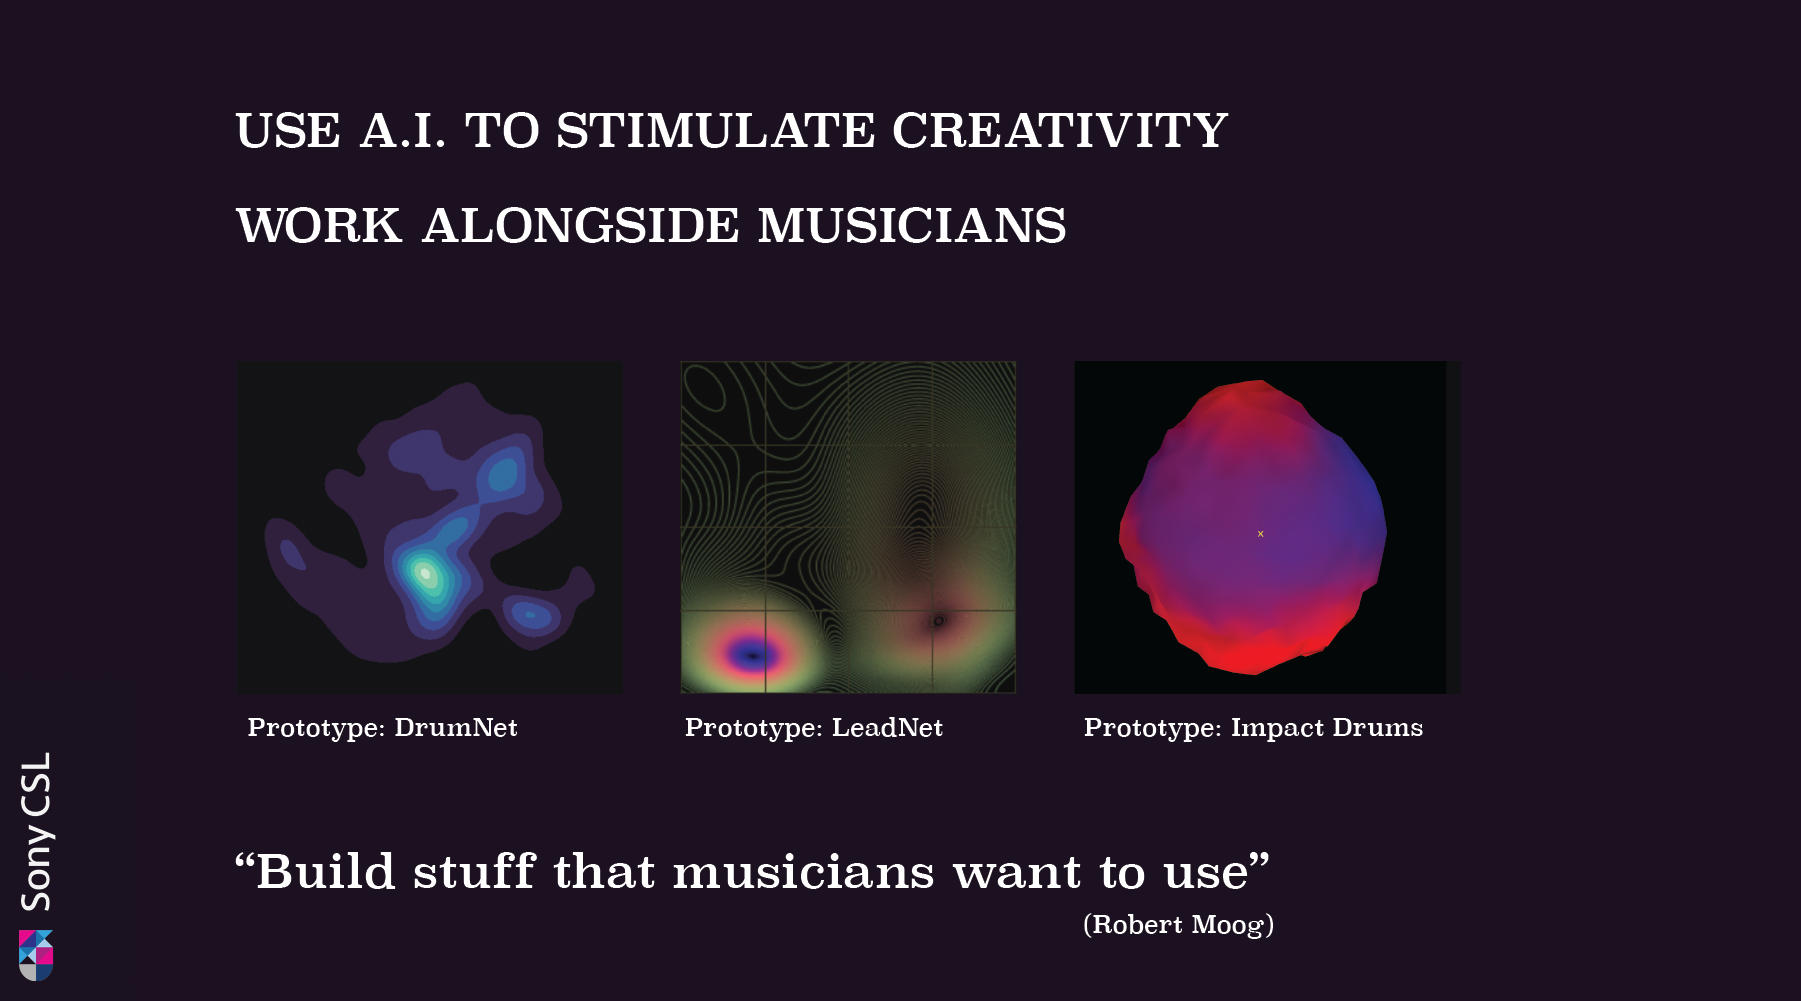 USE A.I. TO STIMULATE CREATIVITY
WORK ALONGSIDE MUSICIANS
x
Prototype: DrumNet
Prototype: LeadNet
Prototype: Impact Drums
“Build stuff that musicians want to use”
(Robert Moog)
Sony CSL